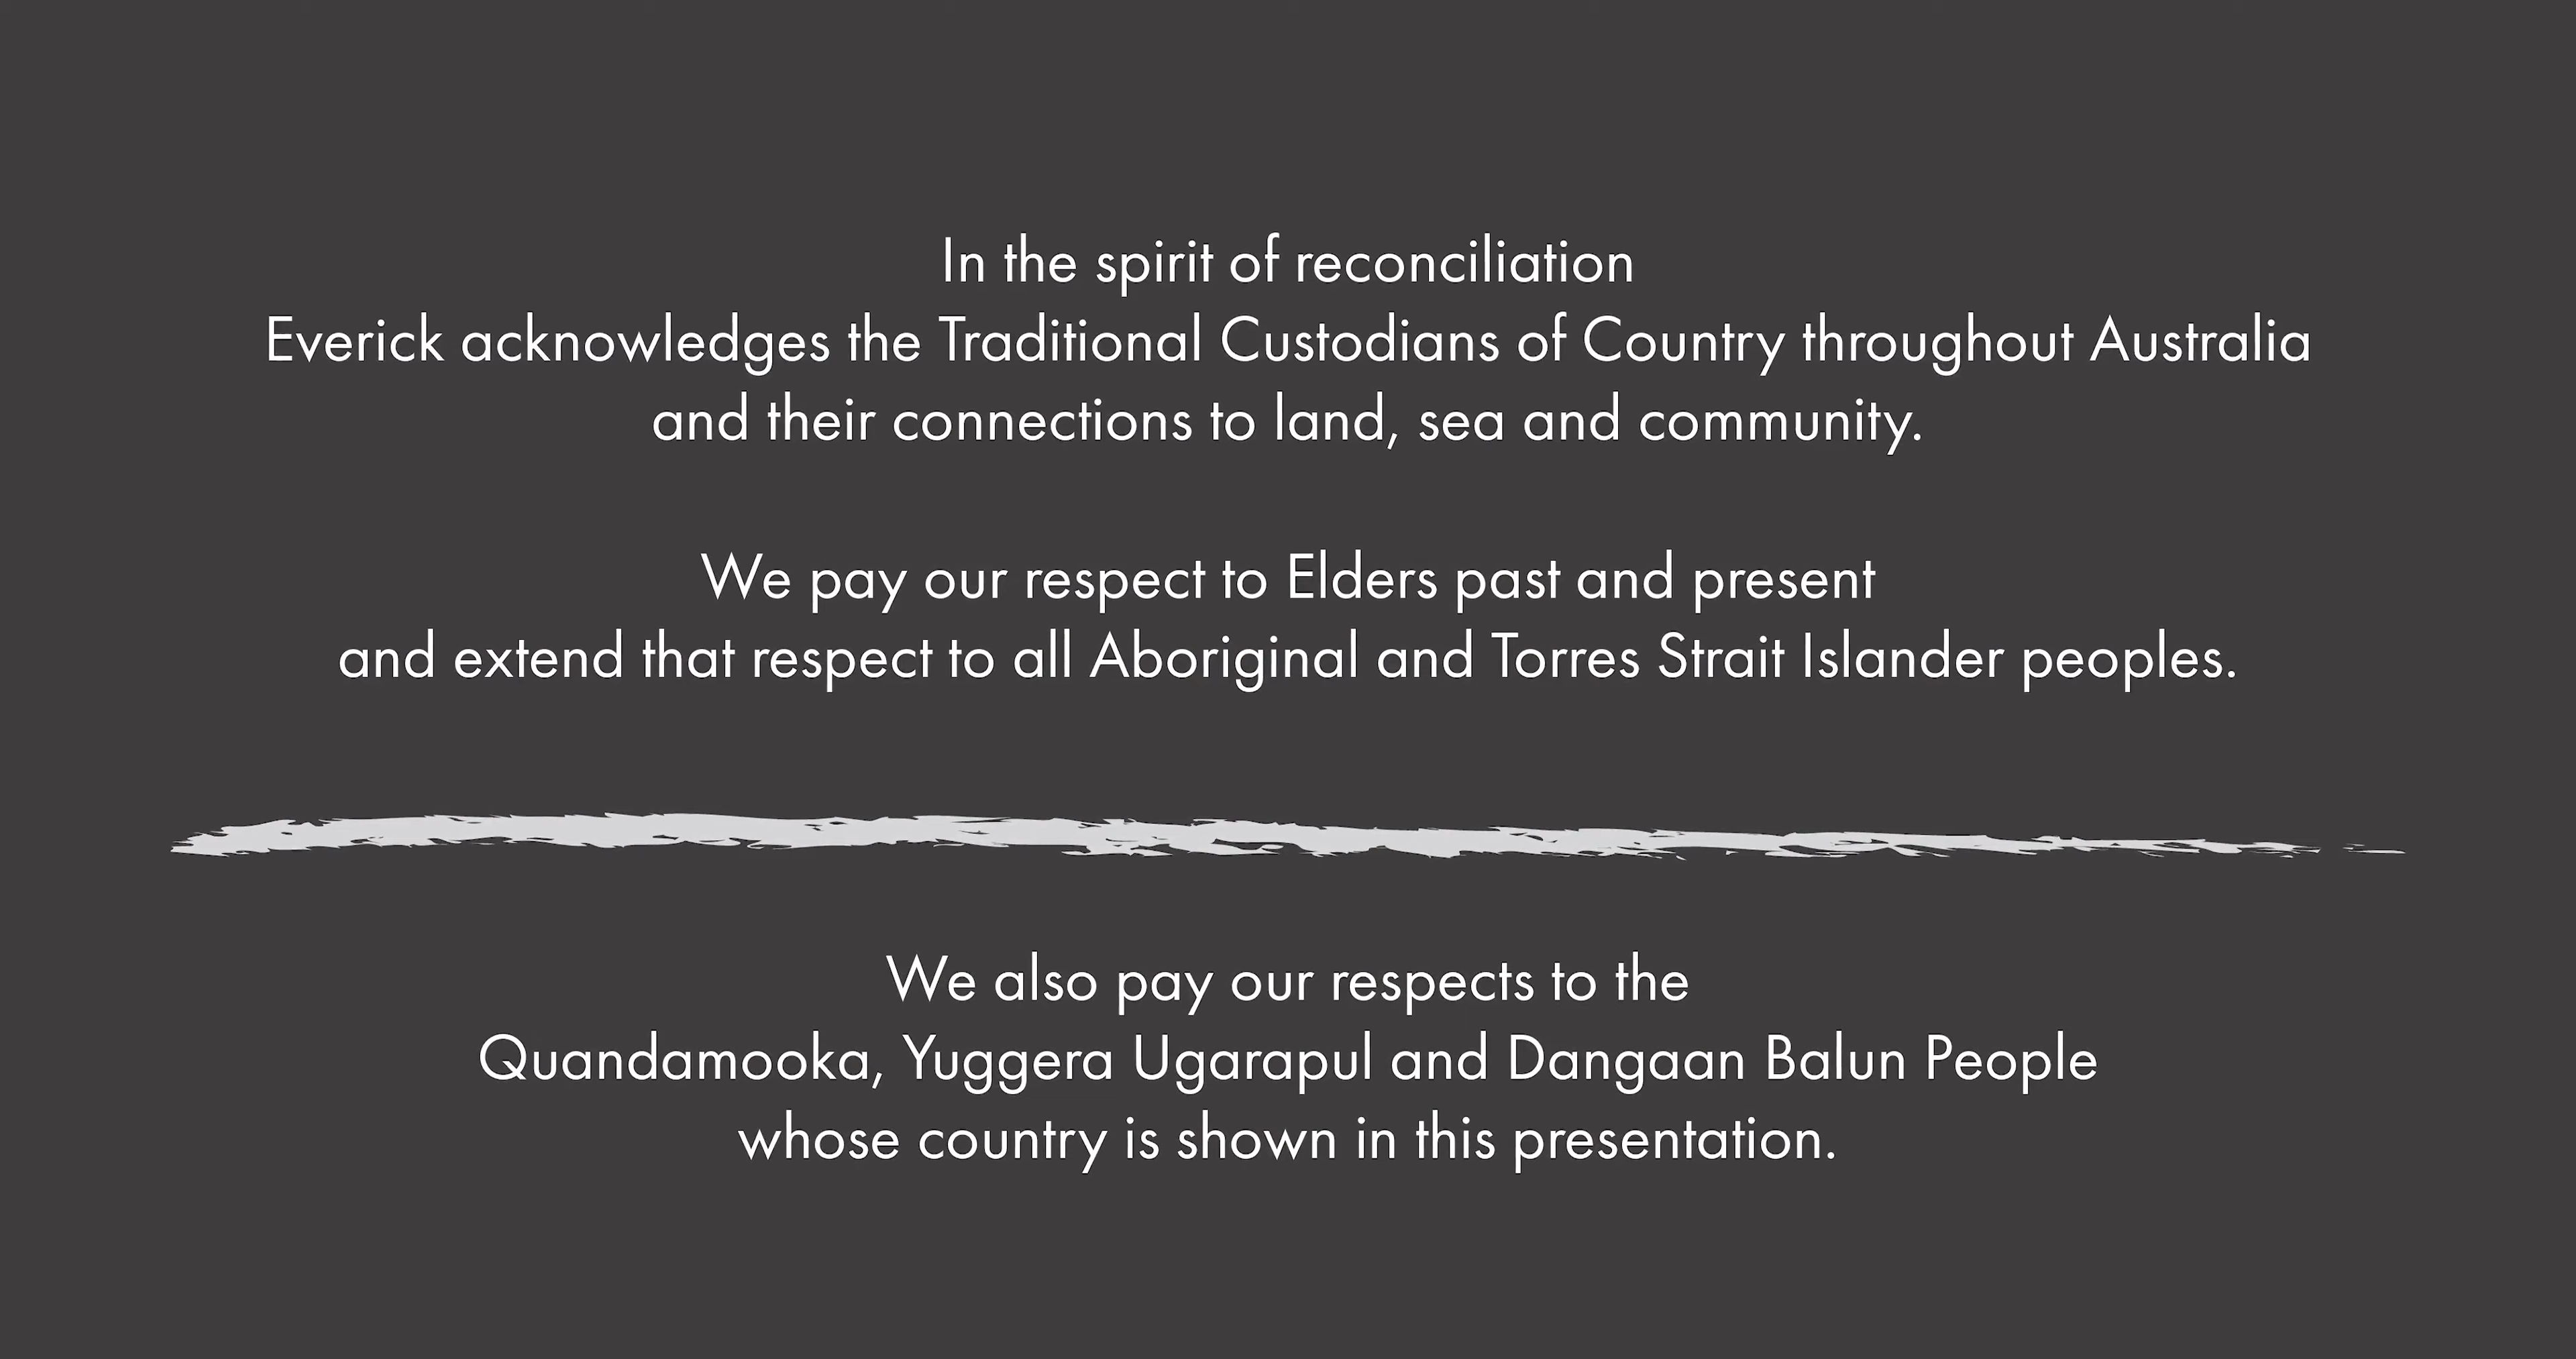 In the spirit of reconciliation
Everick acknowledges the Traditional Custodians of Country throughout Australia
and their connections to land, sea and community.
We pay our respect to Elders past and present
and extend that respect to all Aboriginal and Torres Strait Islander peoples.
We also pay our respects to the
Quandamooka, Yuggera Ugarapul and Dangaan Balun People
whose country is shown in this presentation.